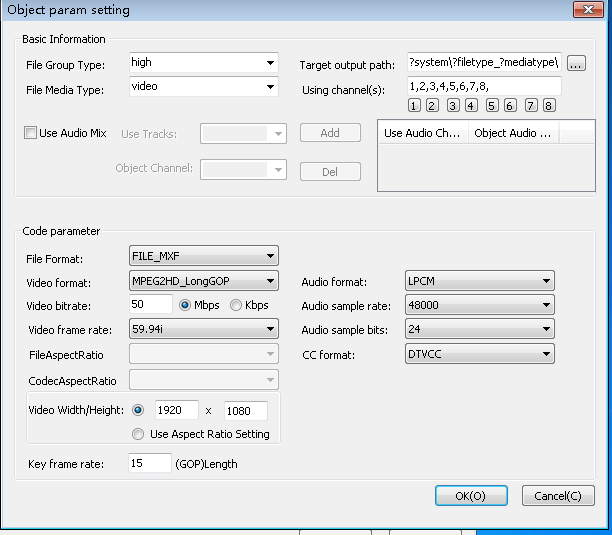 Object param setting
Basic Information
File Group Type: high Target output path: ?system\?filetype_?mediatype\ ...
File Media Type: video Using channel(s): 1,2,3,4,5,6,7,8,
1 2 3 4 5 6 7 8
Use Audio Mix Use Tracks: Add Use Audio Ch... Object Audio ...
Object Channel: Del
Code parameter
File Format: FILE_MXF
Video format: MPEG2HD_LongGOP Audio format: LPCM
Video bitrate: 50 Mbps Kbps Audio sample rate: 48000
Video frame rate: 59.94i Audio sample bits: 24
FileAspectRatio CC format: DTVCC
CodecAspectRatio
Video Width/Height: 1920 x 1080
Use Aspect Ratio Setting
Key frame rate: 15 (GOP)Length
OK(O) Cancel(C)